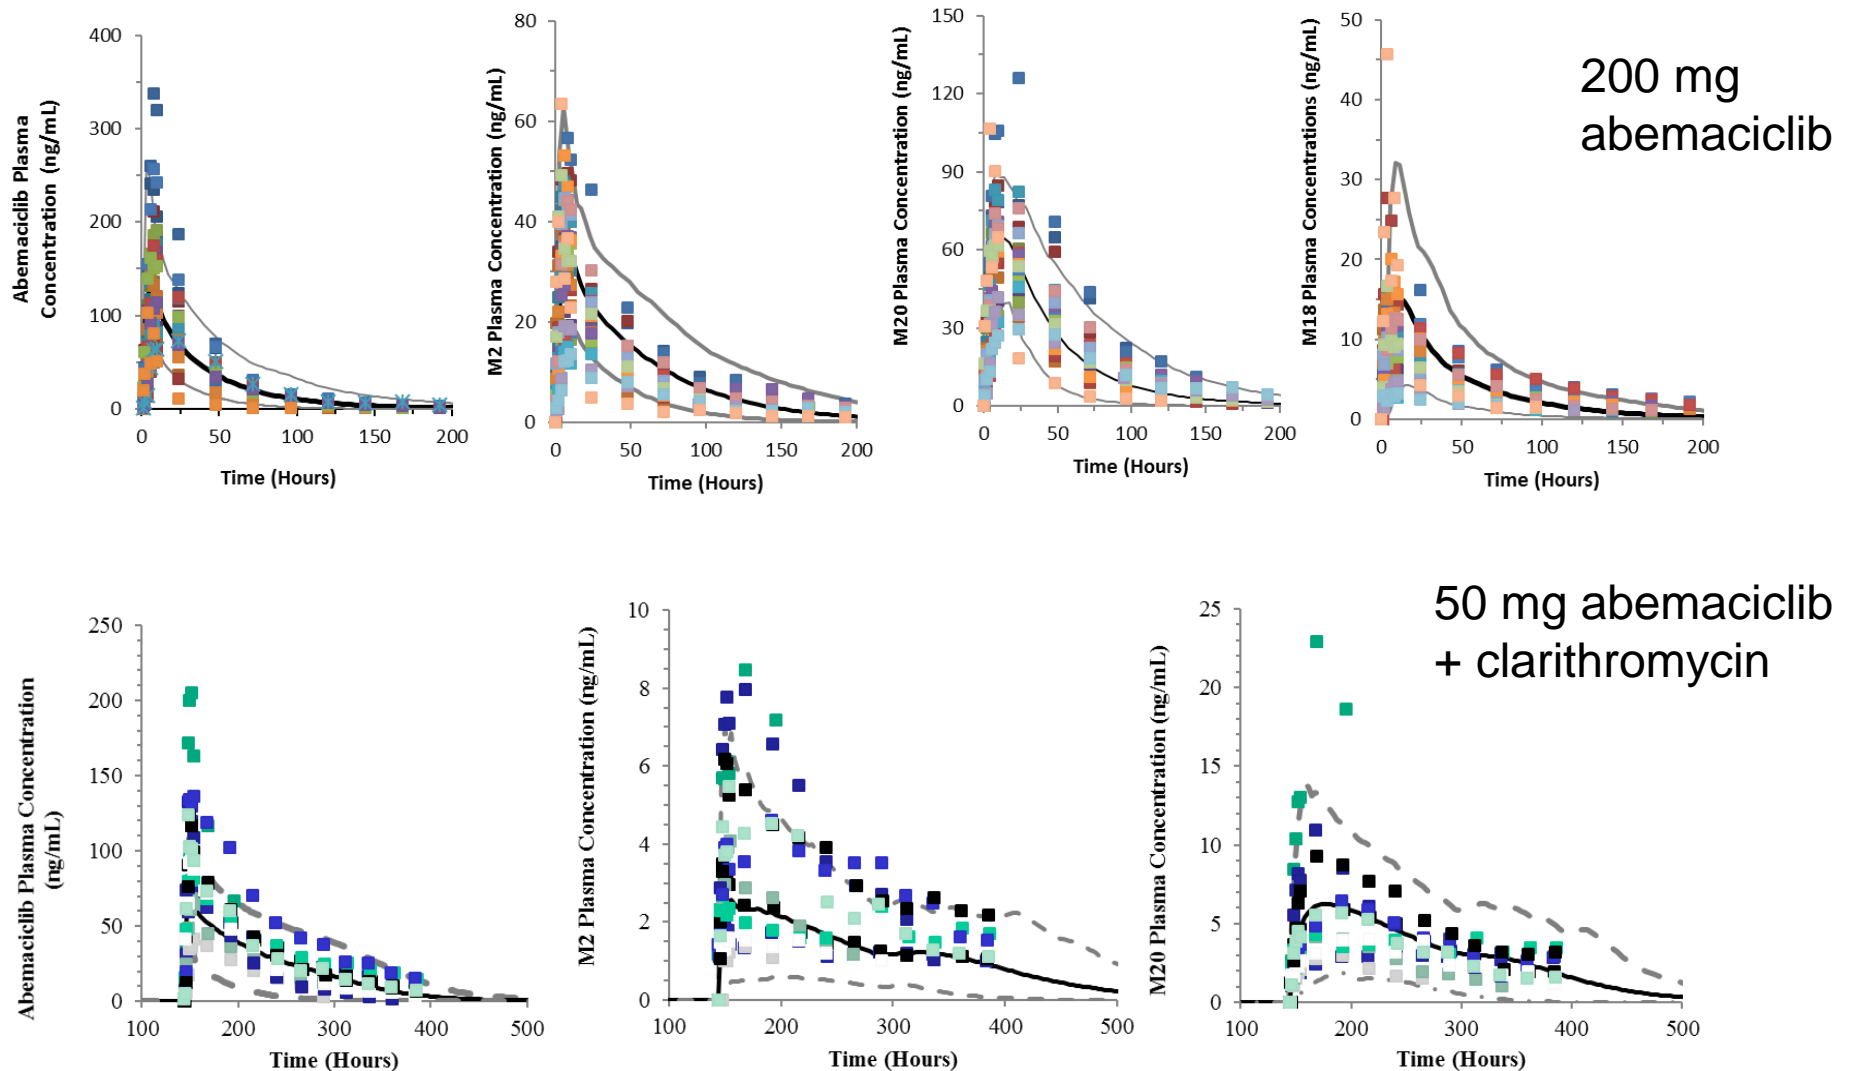 Abemaciclib Plasma
Concentration (ng/mL)
400
300
200
100
0
0 50 100 150 200
Time (Hours)
M2 Plasma Concentration (ng/mL)
80
60
40
20
0
0 50 100 150 200
Time (Hours)
M20 Plasma Concentration (ng/mL)
150
120
90
60
30
0
0 50 100 150 200
Time (Hours)
M18 Plasma Concentrations (ng/mL)
50
40
30
20
10
0
0 50 100 150 200
Time (Hours)
200 mg
abemaciclib
Abemaciclib Plasma Concentration
(ng/mL)
250
200
150
100
50
0
100 200 300 400 500
Time (Hours)
M2 Plasma Concentration (ng/mL)
10
8
6
4
2
0
100 200 300 400 500
Time (Hours)
M20 Plasma Concentration (ng/mL)
25
20
15
10
5
0
100 200 300 400 500
Time (Hours)
50 mg abemaciclib
+ clarithromycin